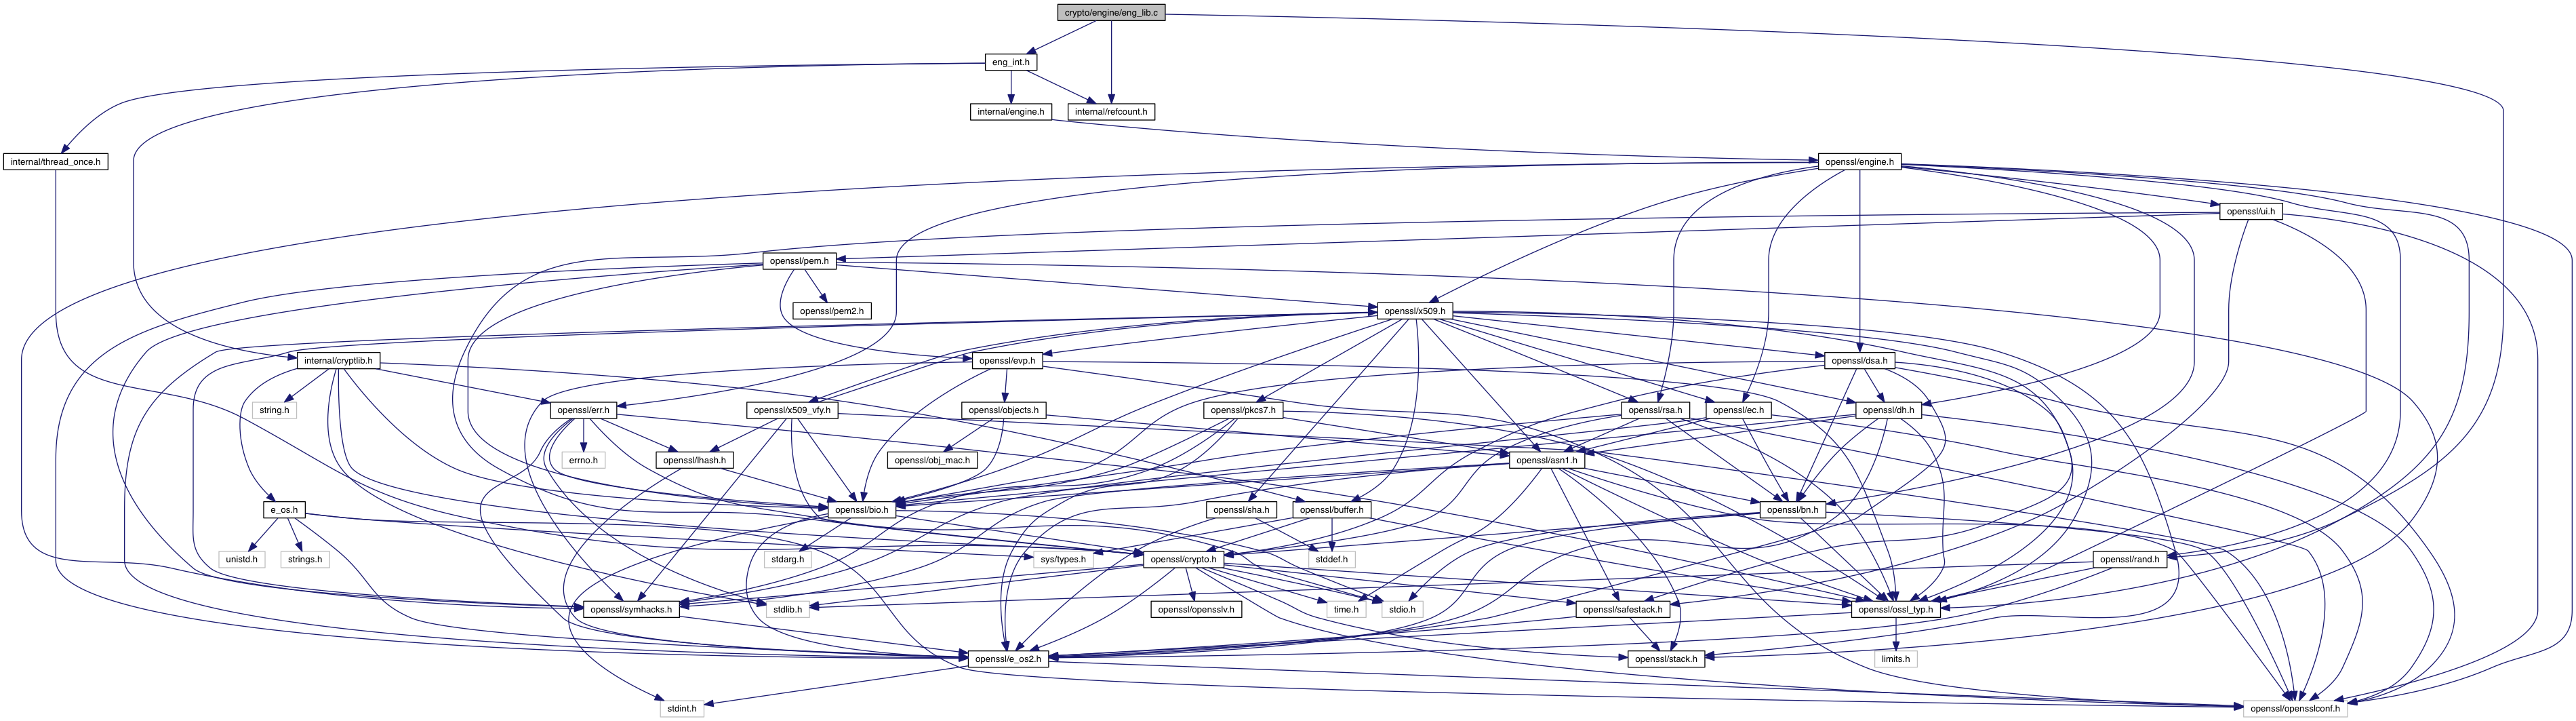 crypto/engine/eng_lib.c
eng_int.h
internal/engine.h
internal/refcount.h
internal/thread_once.h
openssl/engine.h
openssl/ui.h
openssl/pem.h
openssl/pem2.h
openssl/x509.h
internal/cryptlib.h
openssl/evp.h
openssl/dsa.h
string.h
openssl/err.h
openssl/x509_vfy.h
openssl/objects.h
openssl/pkcs7.h
openssl/rsa.h
openssl/ec.h
openssl/dh.h
errno.h
openssl/lhash.h
openssl/obj_mac.h
openssl/asn1.h
e_os.h
openssl/bio.h
openssl/sha.h
openssl/buffer.h
openssl/bn.h
unistd.h
strings.h
stdarg.h
sys/types.h
openssl/crypto.h
stddef.h
openssl/rand.h
openssl/symhacks.h
stdlib.h
openssl/opensslv.h
time.h
stdio.h
openssl/safestack.h
openssl/ossl_typ.h
openssl/e_os2.h
openssl/stack.h
limits.h
stdint.h
openssl/opensslconf.h